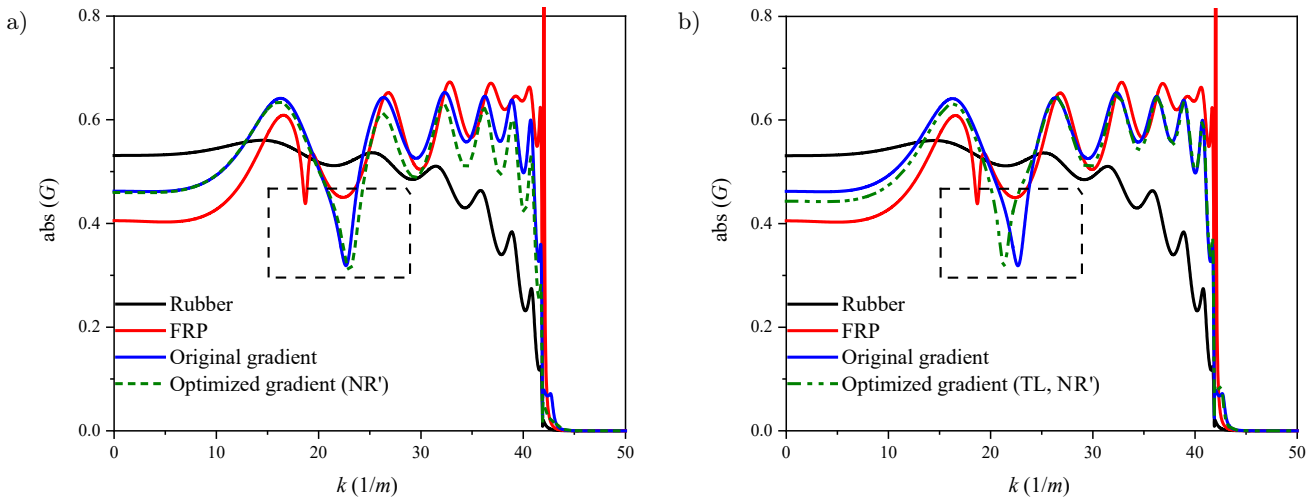 a)
0.8
0.6
0.4
0.2
0.0
abs (G)
Rubber
FRP
Original gradient
Optimized gradient (NR')
0 10 20 30 40 50
k (1/m)
b)
0.8
0.6
0.4
0.2
0.0
abs (G)
Rubber
FRP
Original gradient
Optimized gradient (TL, NR')
0 10 20 30 40 50
k (1/m)